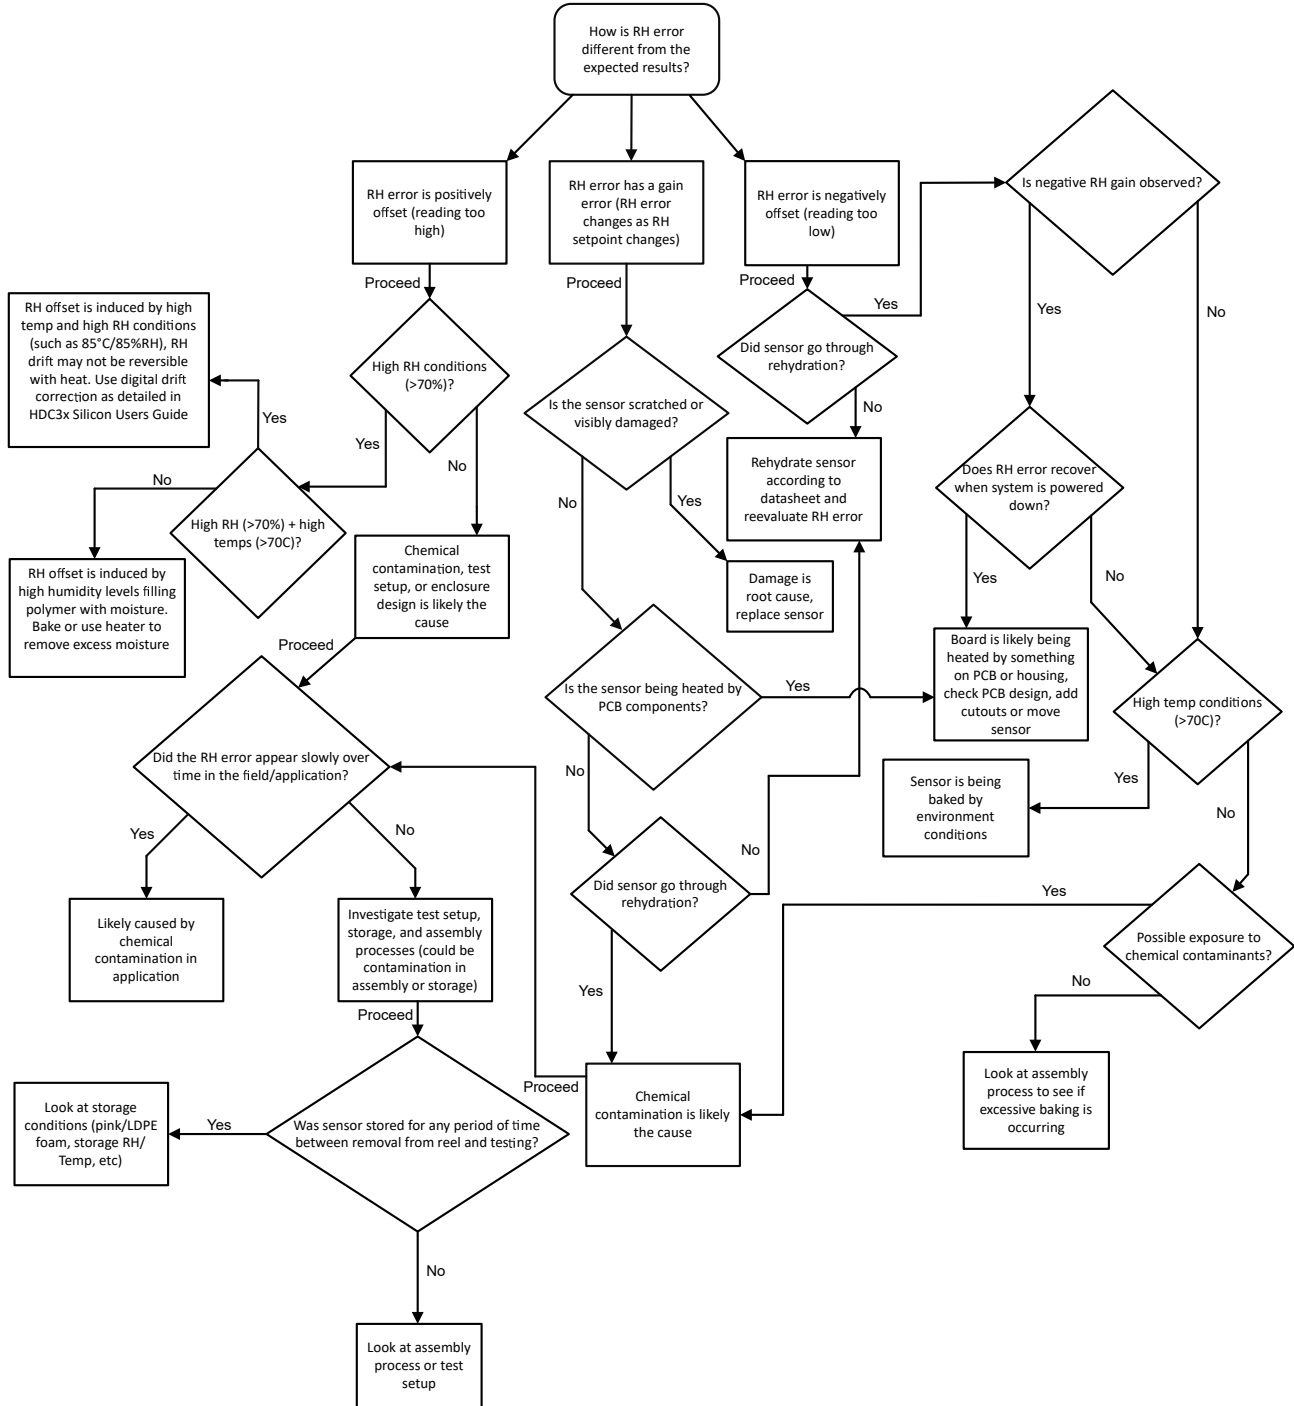 How is RH error
different from the
expected results?
RH error is positively
offset (reading too
high)
RH error has a gain
error (RH error
changes as RH
setpoint changes)
RH error is negatively
offset (reading too
low)
Is negative RH gain observed?
Proceed
Proceed
Proceed
Yes
Yes
No
RH offset is induced by high
temp and high RH conditions
(such as 85°C/85%RH), RH
drift may not be reversible
with heat. Use digital drift
correction as detailed in
HDC3x Silicon Users Guide
High RH conditions
(>70%)?
Is the sensor scratched or
visibly damaged?
Did sensor go through
rehydration?
No
Yes
Yes
No
No
High RH (>70%) + high
temps (>70C)?
RH offset is induced by
high humidity levels filling
polymer with moisture.
Bake or use heater to
remove excess moisture
Chemical
contamination, test
setup, or enclosure
design is likely the
cause
Proceed
No
Yes
Damage is
root cause,
replace sensor
Rehydrate sensor
according to
datasheet and
reevaluate RH error
Does RH error recover
when system is powered
down?
Yes
No
Board is likely being
heated by something
on PCB or housing,
check PCB design, add
cutouts or move
sensor
High temp conditions
(>70C)?
Is the sensor being heated by
PCB components?
Yes
No
Did the RH error appear slowly over
time in the field/application?
Yes
No
Sensor is being
baked by
environment
conditions
Yes
No
Did sensor go through
rehydration?
No
Yes
Likely caused by
chemical
contamination in
application
Investigate test setup,
storage, and assembly
processes (could be
contamination in
assembly or storage)
Proceed
Possible exposure to
chemical contaminants?
Yes
No
Look at assembly
process to see if
excessive baking is
occurring
Chemical
contamination is likely
the cause
Proceed
Was sensor stored for any period of time
between removal from reel and testing?
Yes
Look at storage
conditions (pink/LDPE
foam, storage RH/
Temp, etc)
No
Look at assembly
process or test
setup